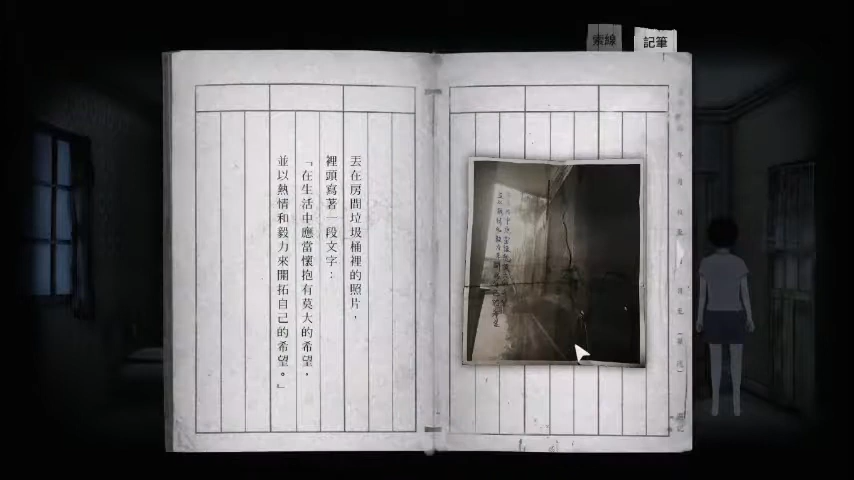 索線
記筆
丟在房間垃圾桶裡的照片，
裡頭寫著一段文字：
「在生活中應當懷抱有莫大的希望，
並以熱情和毅力來開拓自己的希望。」